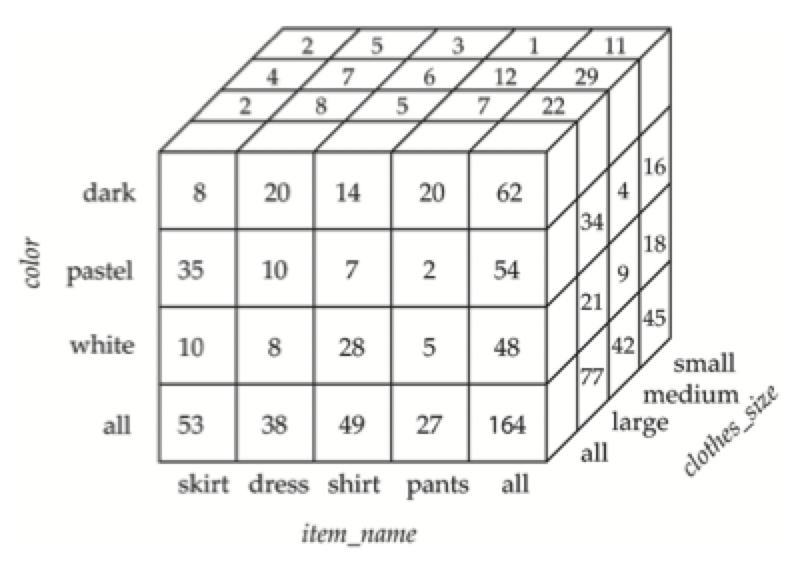 2 5 3 1 11
4 7 6 12 29
2 8 5 7 22
dark 8 20 14 20 62
pastel 35 10 7 2 54
white 10 8 28 5 48
all 53 38 49 27 164
16
4
34
18
9
21
45
42
77
small
medium
large
all
clothes_size
color
skirt dress shirt pants all
item_name